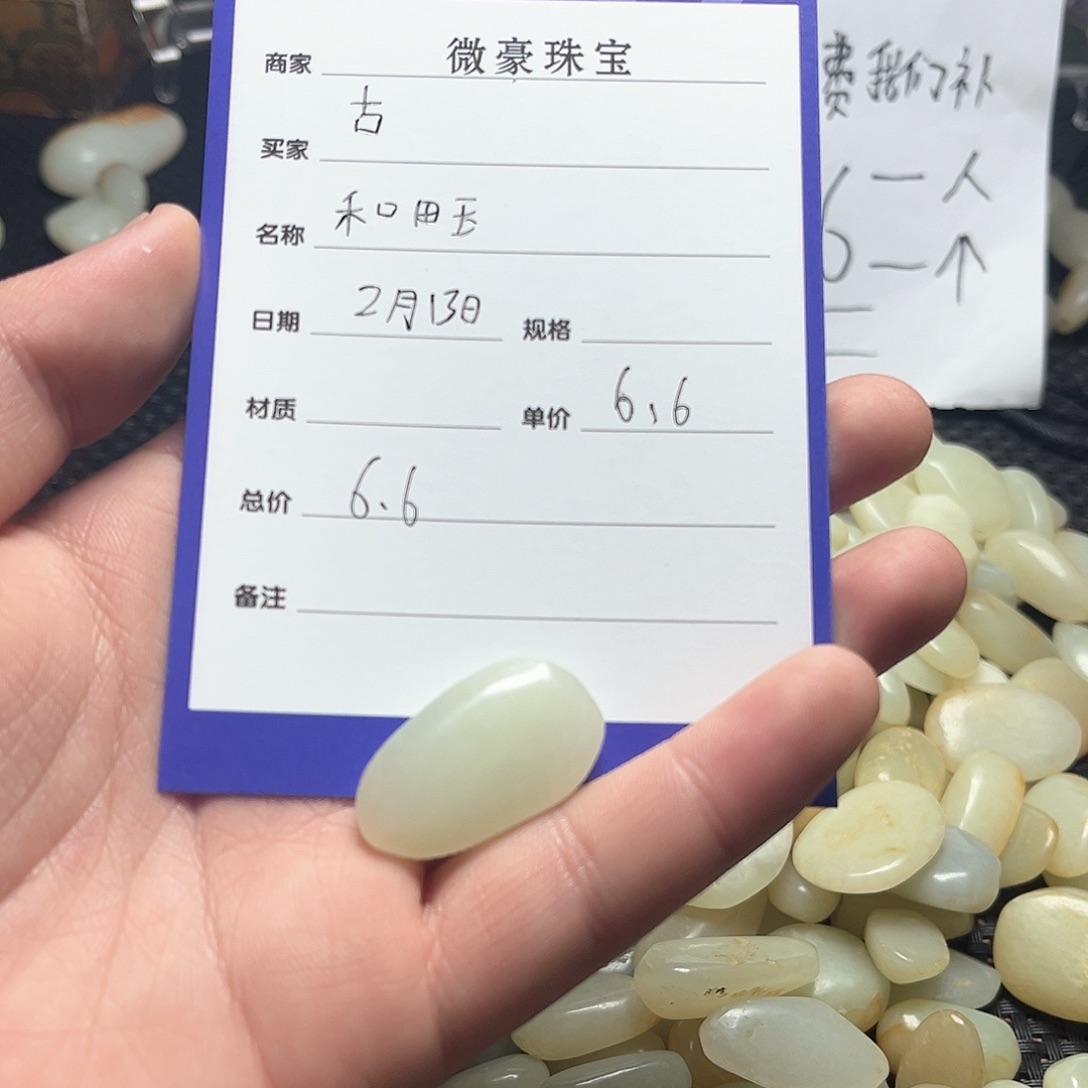 商家 微豪珠宝
买家 古
名称 和田玉
日期 2月13日 规格
材质 单价 6、6
总价 6、6
备注
费我们补
一人
一个